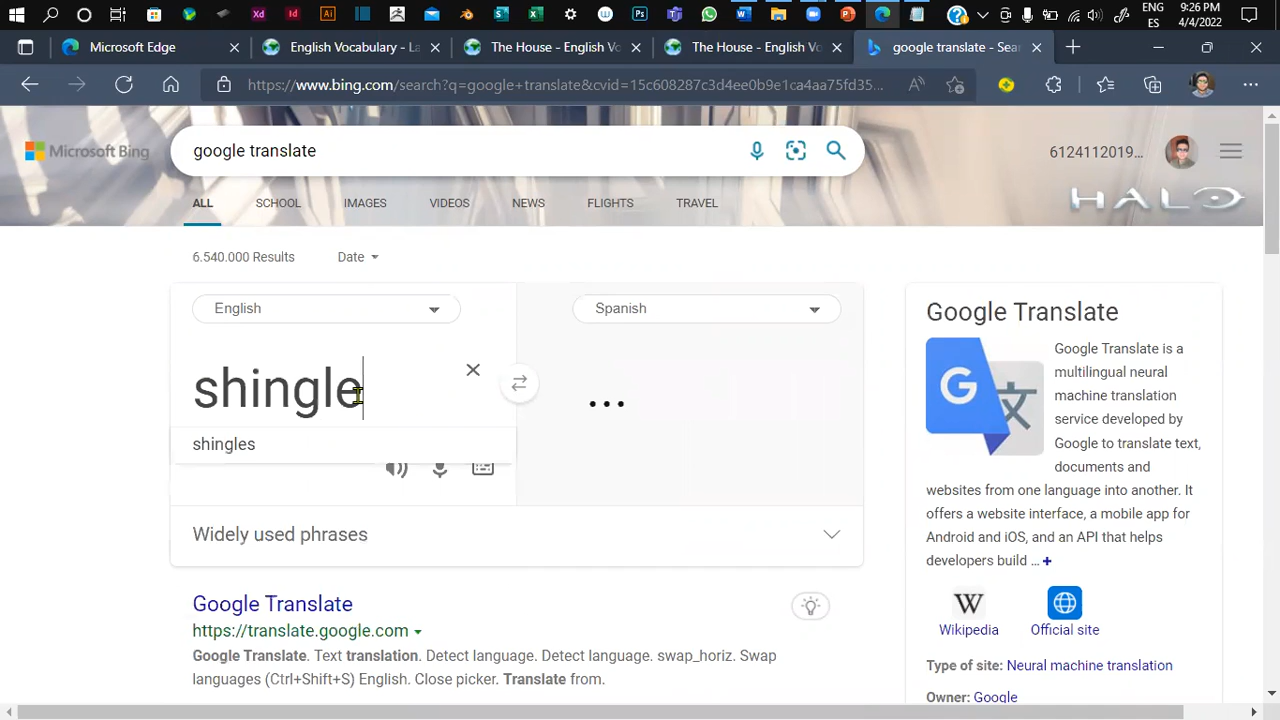 ENG
9:26 PM
ES
4/4/2022
Microsoft Edge
English Vocabulary - La
The House - English Vo
The House - English Vo
google translate - Sear
https://www.bing.com/search?q=google+translate&cvid=15c608287c3d4ee0b9e1ca4aa75fd35...
Microsoft Bing
google translate
6124112019...
HALO
ALL
SCHOOL
IMAGES
VIDEOS
NEWS
FLIGHTS
TRAVEL
6.540.000 Results
Date
English
Spanish
shingle
...
shingles
Widely used phrases
Google Translate
https://translate.google.com
Google Translate. Text translation. Detect language. Detect language. swap_horiz. Swap
languages (Ctrl+Shift+S) English. Close picker. Translate from.
Google Translate
Google Translate is a
multilingual neural
machine translation
service developed by
Google to translate text,
documents and
websites from one language into another. It
offers a website interface, a mobile app for
Android and iOS, and an API that helps
developers build ... +
Wikipedia
Official site
Type of site: Neural machine translation
Owner: Google